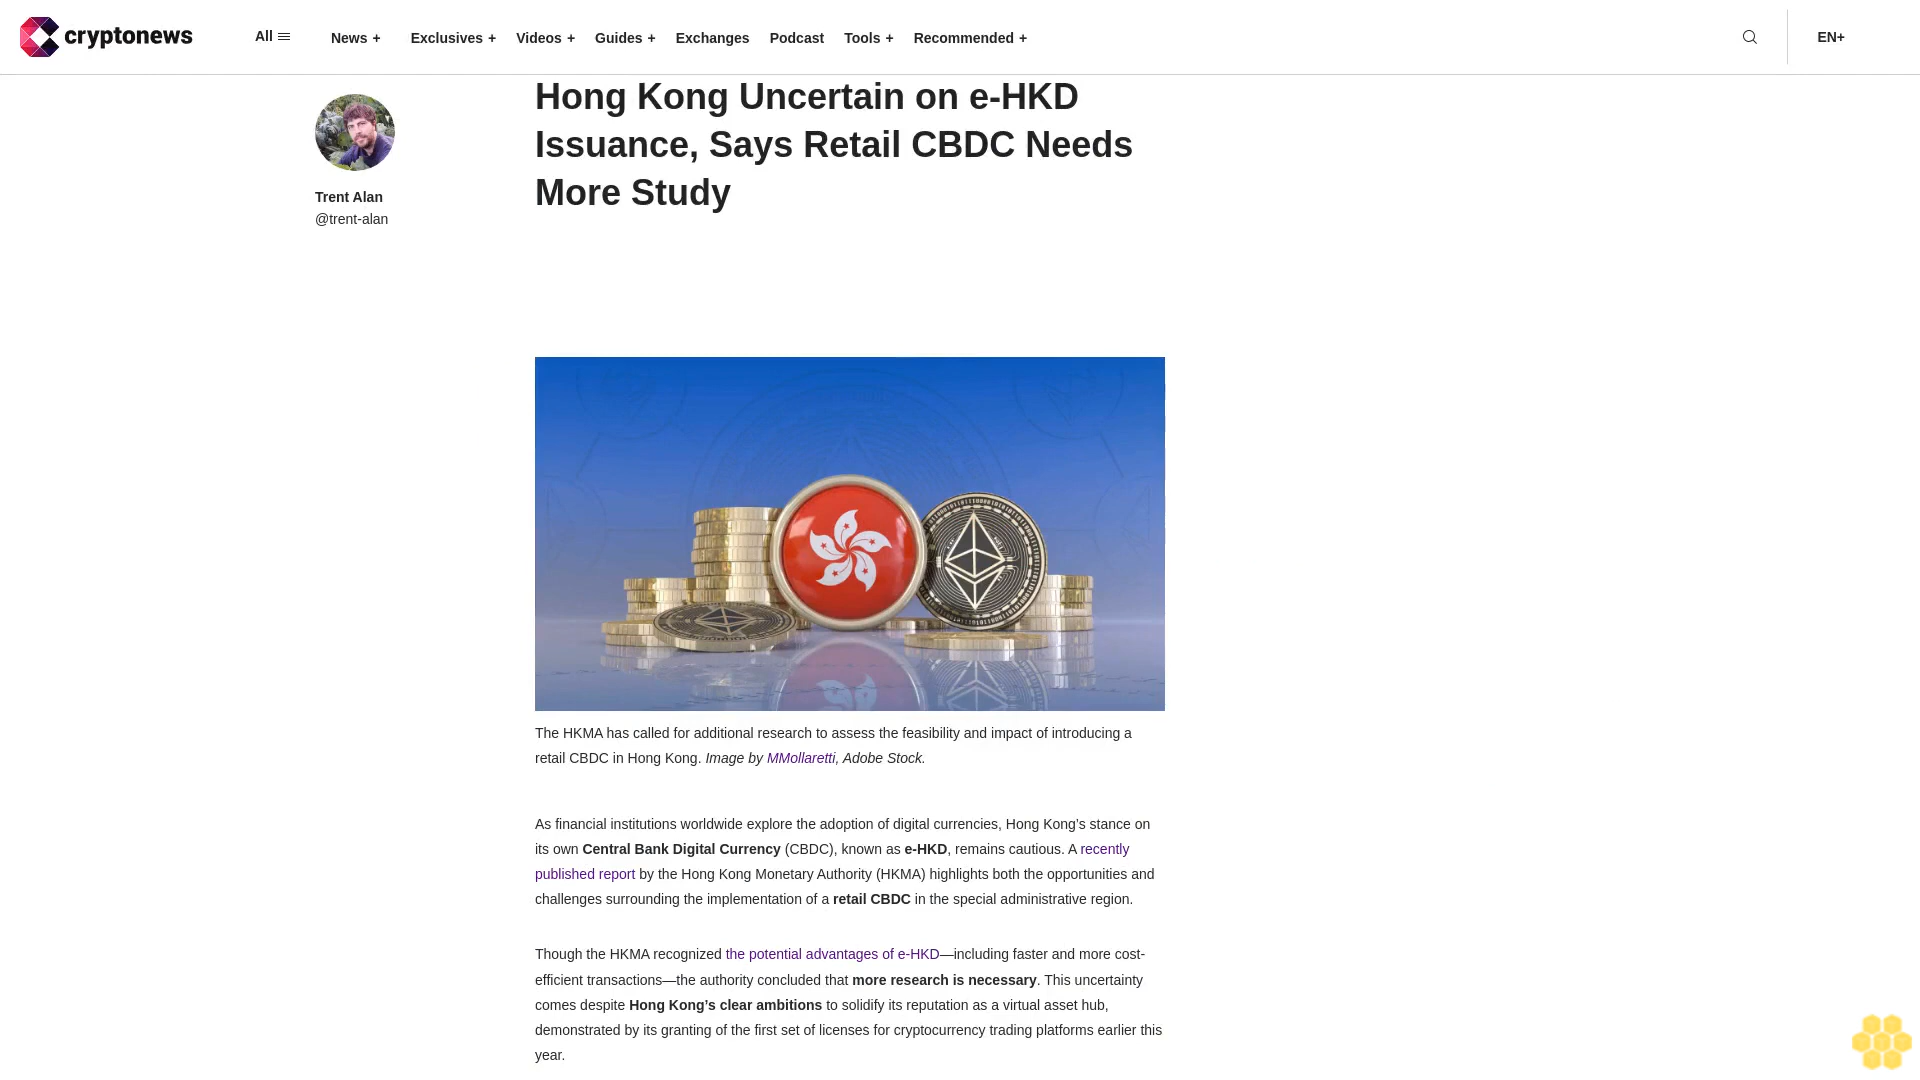 cryptonews
All
News +
Exclusives +
Videos +
Guides +
Exchanges
Podcast
Tools +
Recommended +
EN+
Trent Alan
@trent-alan
Hong Kong Uncertain on e-HKD
Issuance, Says Retail CBDC Needs
More Study
The HKMA has called for additional research to assess the feasibility and impact of introducing a
retail CBDC in Hong Kong. Image by MMollaretti, Adobe Stock.
As financial institutions worldwide explore the adoption of digital currencies, Hong Kong’s stance on
its own Central Bank Digital Currency (CBDC), known as e-HKD, remains cautious. A recently
published report by the Hong Kong Monetary Authority (HKMA) highlights both the opportunities and
challenges surrounding the implementation of a retail CBDC in the special administrative region.
Though the HKMA recognized the potential advantages of e-HKD—including faster and more cost-
efficient transactions—the authority concluded that more research is necessary. This uncertainty
comes despite Hong Kong’s clear ambitions to solidify its reputation as a virtual asset hub,
demonstrated by its granting of the first set of licenses for cryptocurrency trading platforms earlier this
year.